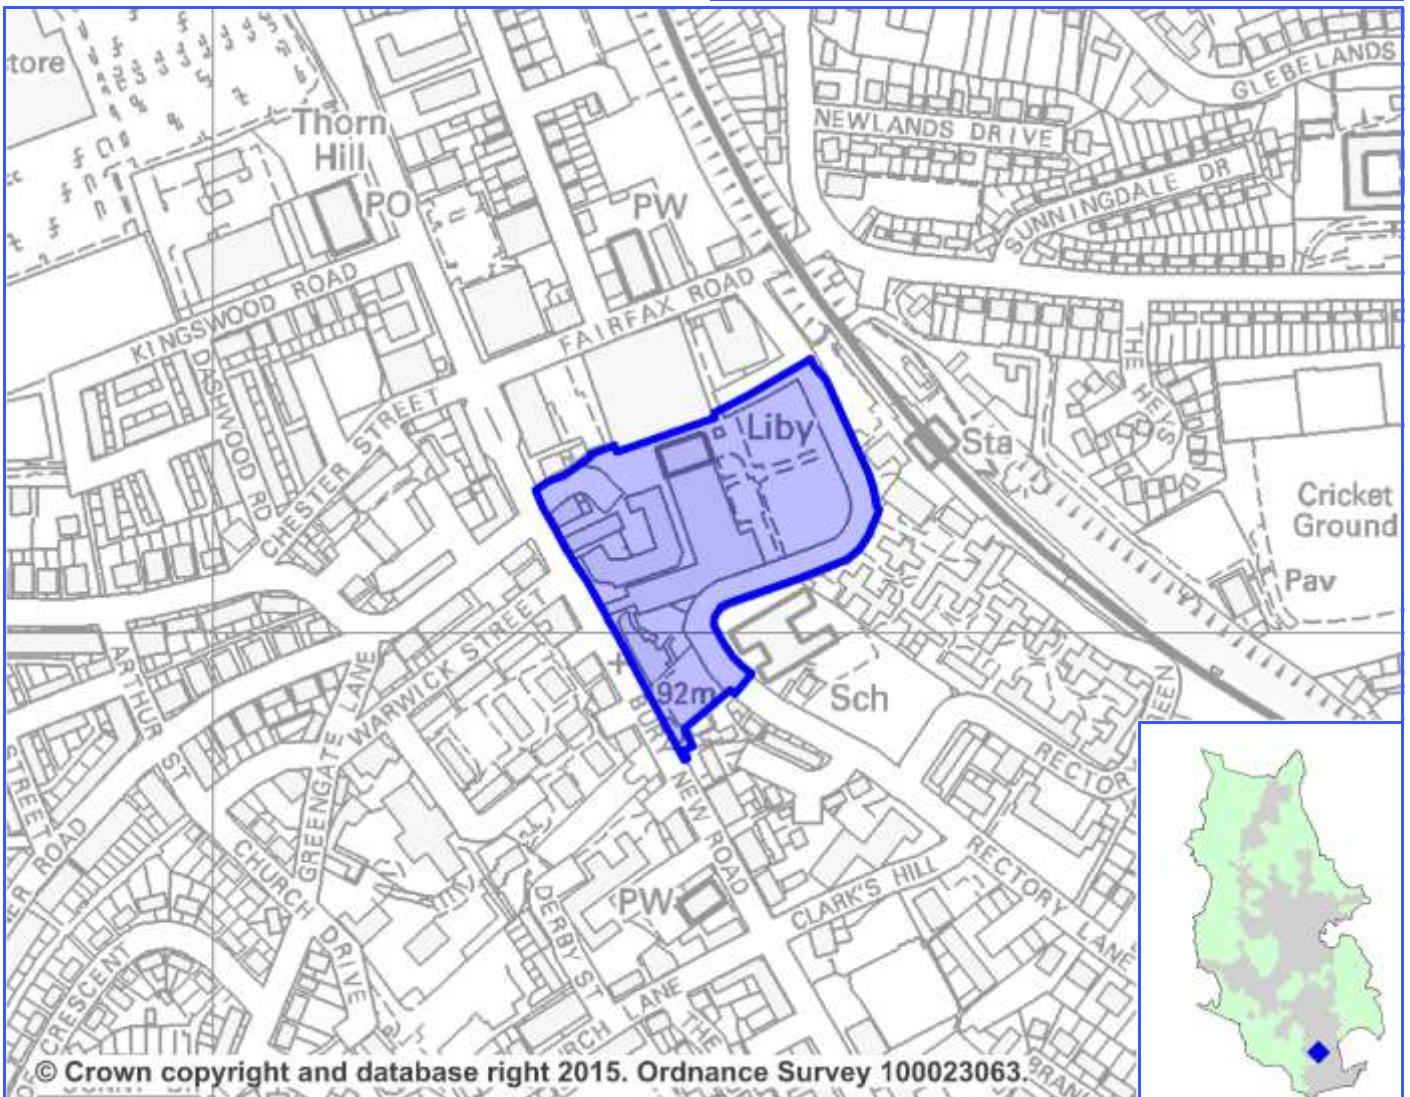 GLEBELANDS
tore
NEWLANDS DRIVE
Thorn
Hill
SUNNINGDALE DR
PO
PW
KINGSWOOD ROAD
FAIRFAX ROAD
DASHWOOD RD
THE HEYS
CHESTER STREET
Liby
Sta
Cricket
Ground
Pav
WARWICK STREET
ARTHUR ST
GREENGATE LANE
92m
Sch
STREET
RECTORY
NEW ROAD
CHURCH DRIVE
RECTORY LANE
CLARK'S HILL
PW
DERBY ST
LANE
THE
CRESCENT
© Crown copyright and database right 2015. Ordnance Survey 100023063.